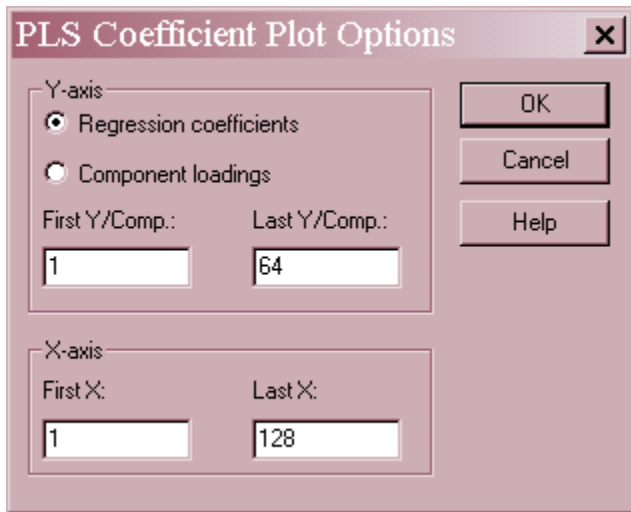 PLS Coefficient Plot Options
Y-axis
Regression coefficients
Component loadings
First Y/Comp.: Last Y/Comp.:
1 64
X-axis
First X: Last X:
1 128
OK
Cancel
Help